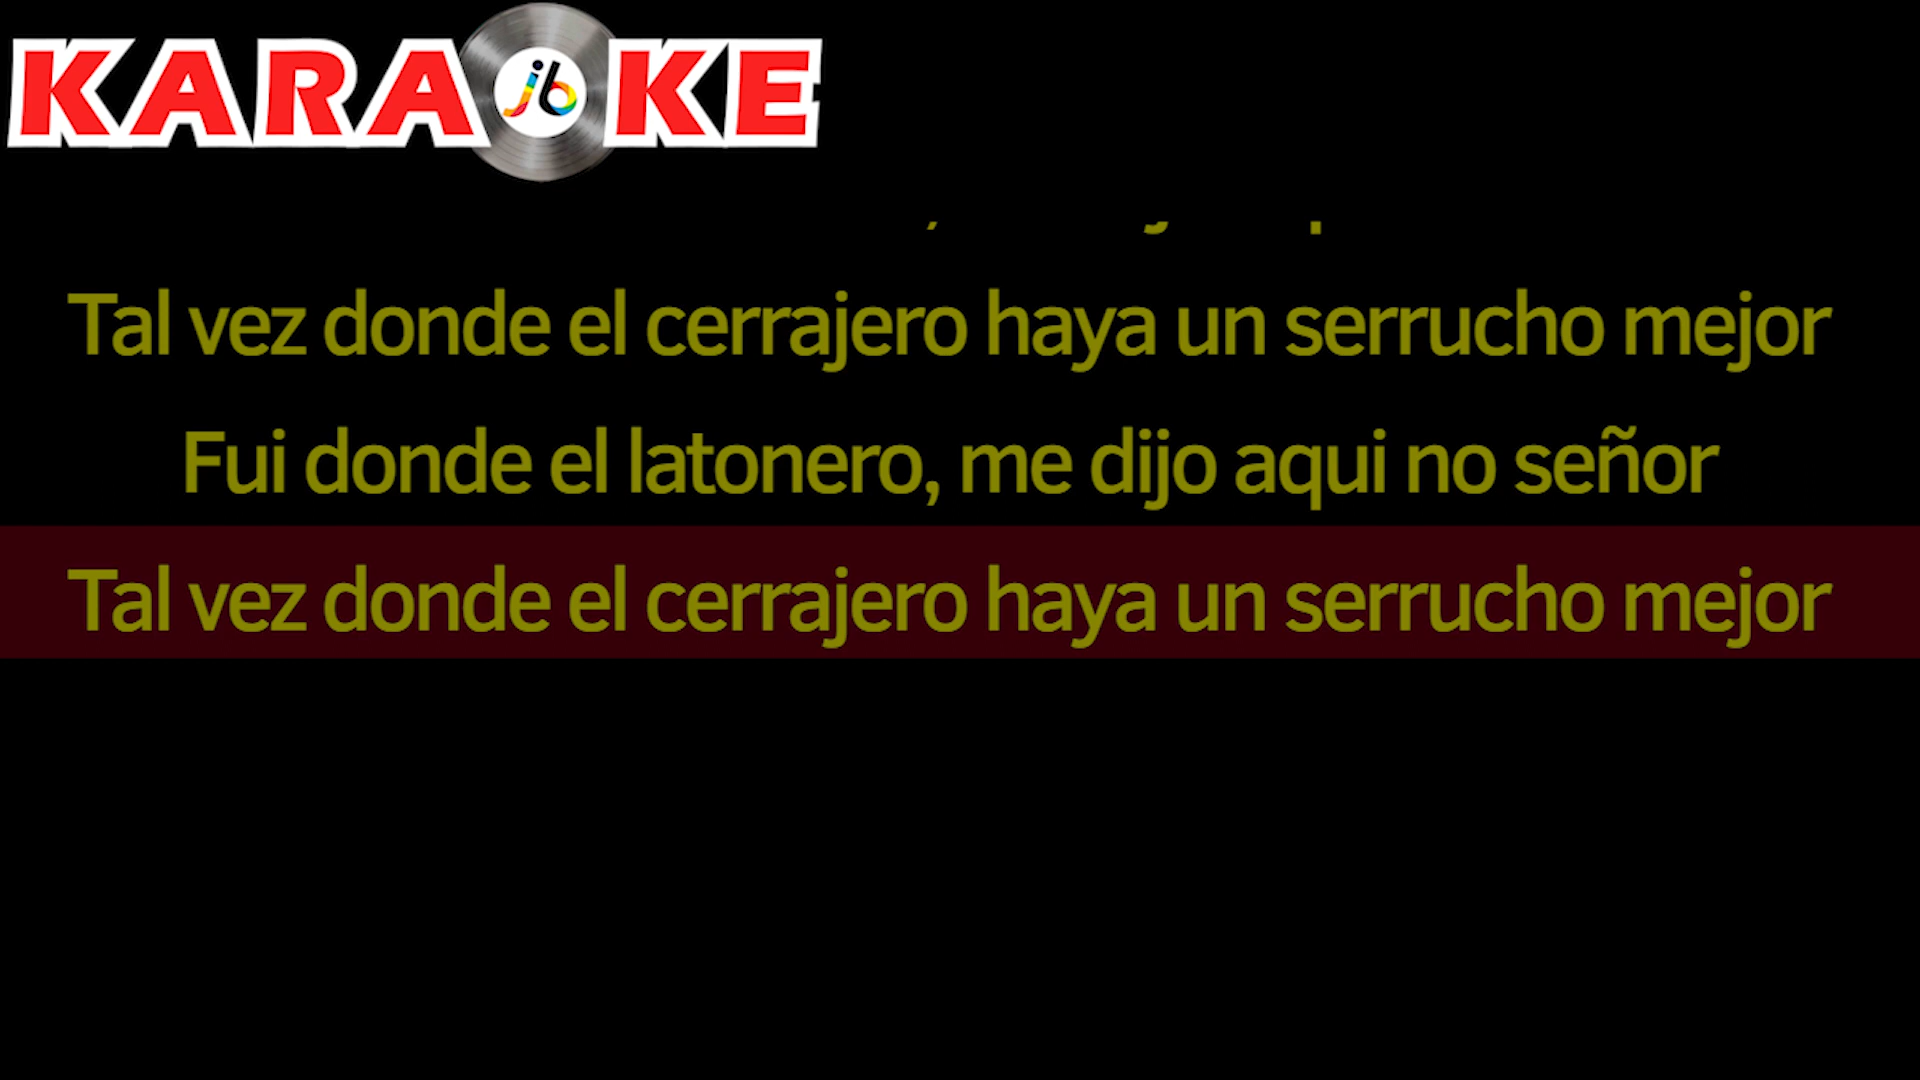 KARAOKE
jb
Tal vez donde el cerrajero haya un serrucho mejor
Fui donde el latonero, me dijo aqui no señor
Tal vez donde el cerrajero haya un serrucho mejor